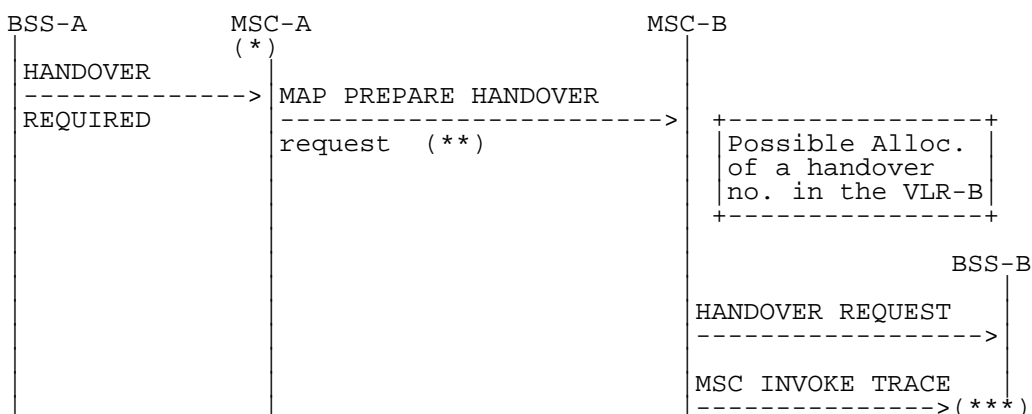 BSS-A MSC-A MSC-B
(*)
HANDOVER
REQUIRED
MAP PREPARE HANDOVER
request (**)
Possible Alloc.
of a handover
no. in the VLR-B
BSS-B
HANDOVER REQUEST
MSC INVOKE TRACE
(***)